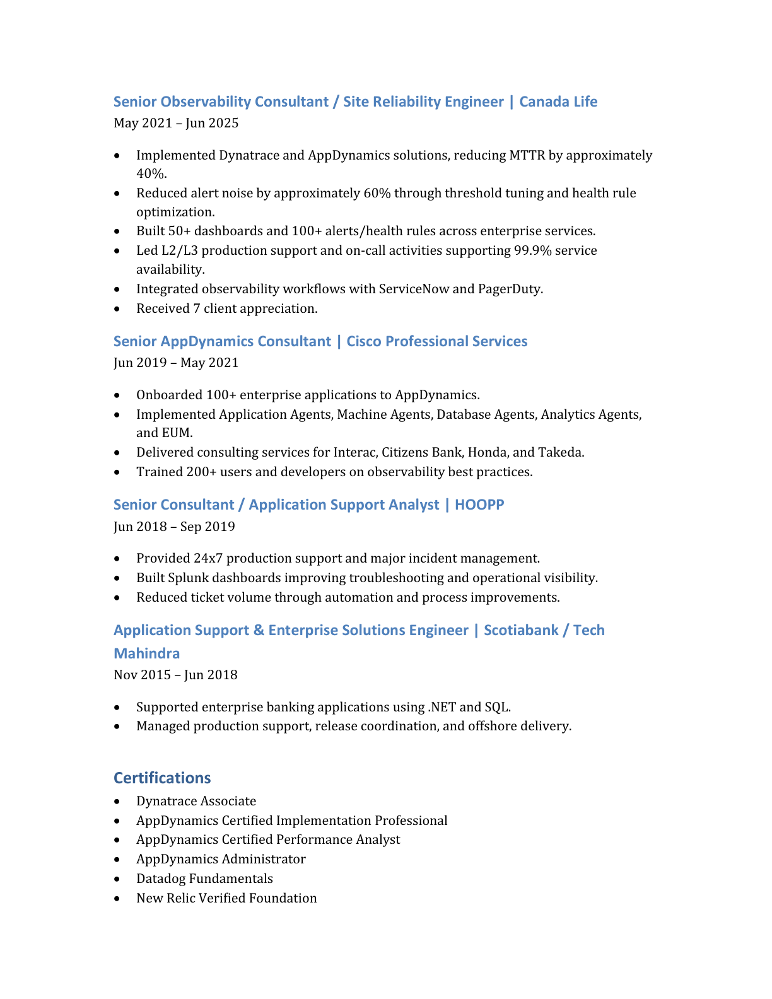 Senior Observability Consultant / Site Reliability Engineer | Canada Life
May 2021 – Jun 2025
• Implemented Dynatrace and AppDynamics solutions, reducing MTTR by approximately
40%.
• Reduced alert noise by approximately 60% through threshold tuning and health rule
optimization.
• Built 50+ dashboards and 100+ alerts/health rules across enterprise services.
• Led L2/L3 production support and on-call activities supporting 99.9% service
availability.
• Integrated observability workflows with ServiceNow and PagerDuty.
• Received 7 client appreciation.
Senior AppDynamics Consultant | Cisco Professional Services
Jun 2019 – May 2021
• Onboarded 100+ enterprise applications to AppDynamics.
• Implemented Application Agents, Machine Agents, Database Agents, Analytics Agents,
and EUM.
• Delivered consulting services for Interac, Citizens Bank, Honda, and Takeda.
• Trained 200+ users and developers on observability best practices.
Senior Consultant / Application Support Analyst | HOOPP
Jun 2018 – Sep 2019
• Provided 24x7 production support and major incident management.
• Built Splunk dashboards improving troubleshooting and operational visibility.
• Reduced ticket volume through automation and process improvements.
Application Support & Enterprise Solutions Engineer | Scotiabank / Tech
Mahindra
Nov 2015 – Jun 2018
• Supported enterprise banking applications using .NET and SQL.
• Managed production support, release coordination, and offshore delivery.
Certifications
• Dynatrace Associate
• AppDynamics Certified Implementation Professional
• AppDynamics Certified Performance Analyst
• AppDynamics Administrator
• Datadog Fundamentals
• New Relic Verified Foundation